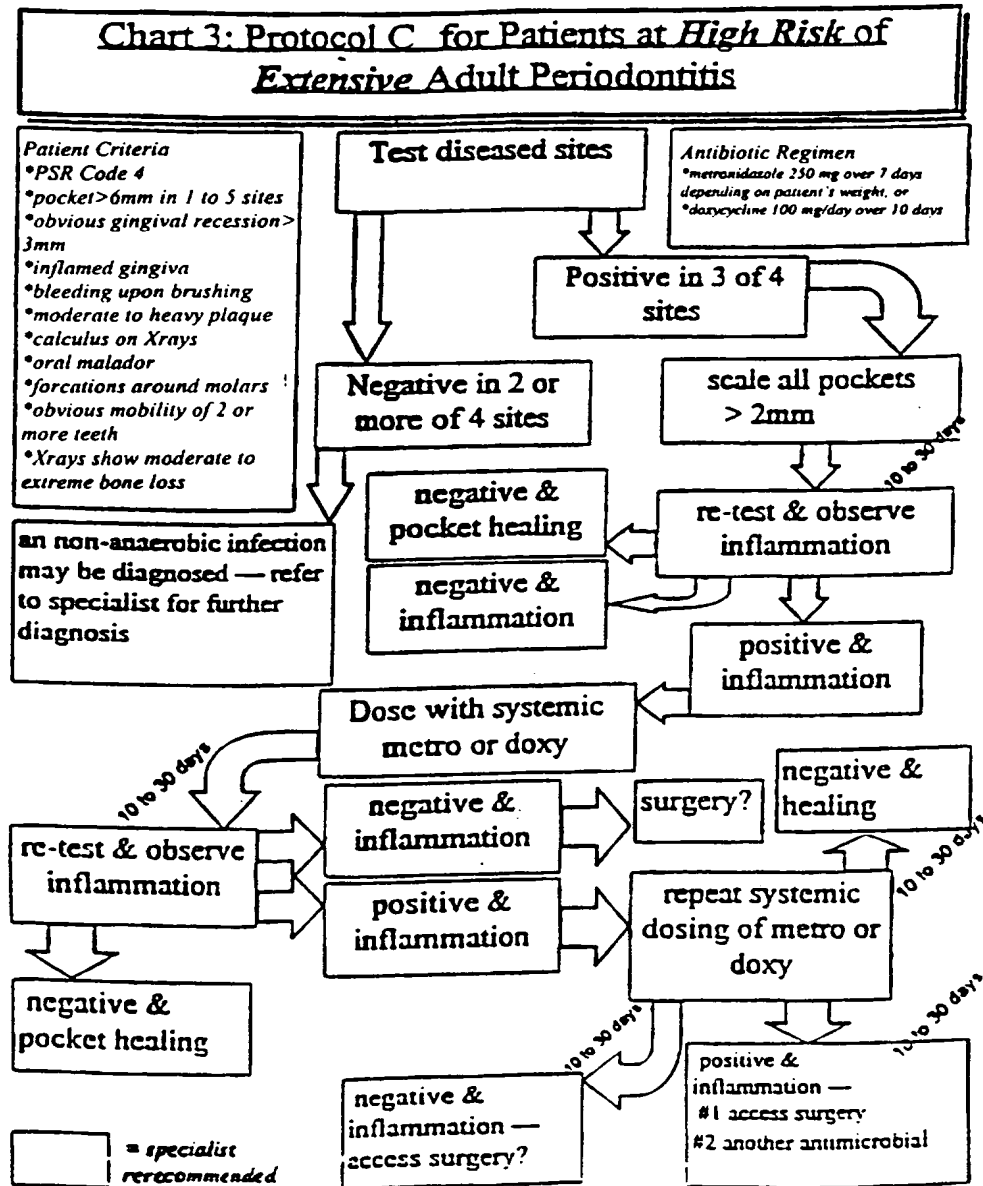 Chart 3: Protocol C for Patients at High Risk of
Extensive Adult Periodontitis
Patient Criteria
*PSR Code 4
*pocket>6mm in 1 to 5 sites
*obvious gingival recession>
3mm
*inflamed gingiva
*bleeding upon brushing
*moderate to heavy plaque
*calculus on Xrays
*oral malador
*forcations around molars
*obvious mobility of 2 or
more teeth
*Xrays show moderate to
extreme bone loss
Test diseased sites
Antibiotic Regimen
*metronidazole 250 mg over 7 days
depending on patient's weight, or
*doxycycline 100 mg/day over 10 days
Positive in 3 of 4
sites
Negative in 2 or
more of 4 sites
scale all pockets
> 2mm
10 to 30 days
negative &
pocket healing
re-test & observe
inflammation
negative &
inflammation
an non-anaerobic infection
may be diagnosed — refer
to specialist for further
diagnosis
positive &
inflammation
Dose with systemic
metro or doxy
10 to 30 days
negative &
inflammation
surgery?
negative &
healing
re-test & observe
inflammation
positive &
inflammation
repeat systemic
dosing of metro or
doxy
10 to 30 days
negative &
pocket healing
10 to 30 days
10 to 30 days
negative &
inflammation —
access surgery?
positive &
inflammation —
#1 access surgery
#2 another antimicrobial
= specialist
rerecommended